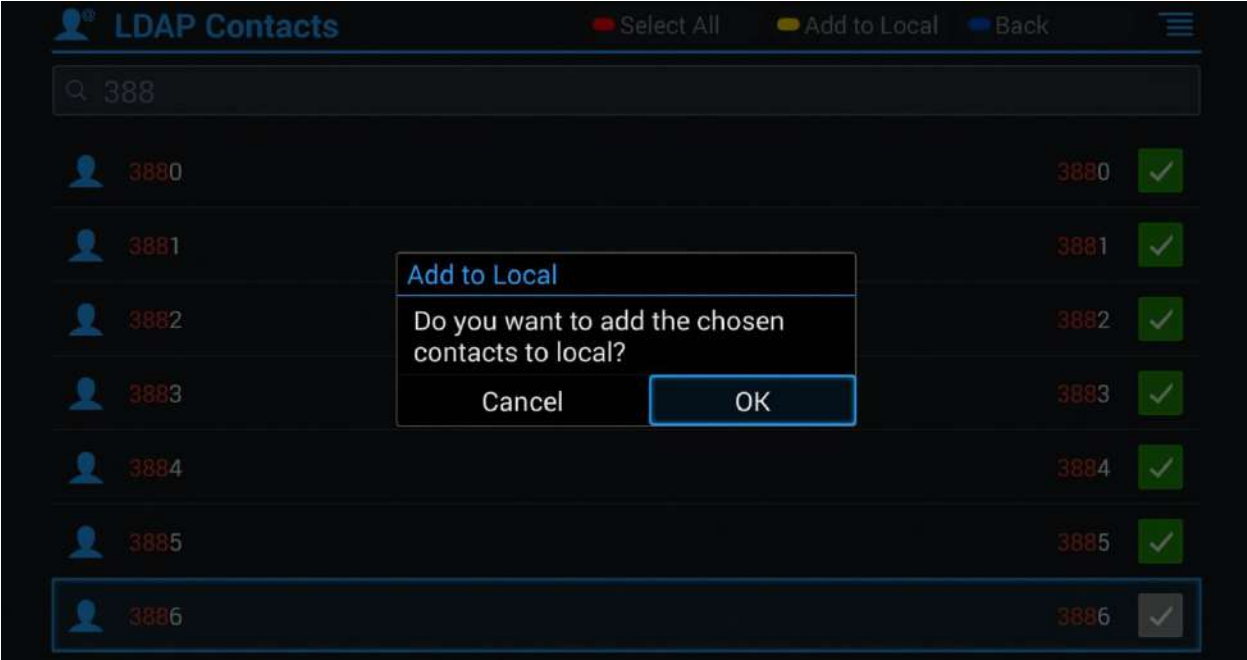 LDAP Contacts Select All Add to Local Back
388
3880 3880
3881 3881
Add to Local
3882 3882
Do you want to add the chosen
contacts to local?
3883 3883
Cancel OK
3884 3884
3885 3885
3886 3886